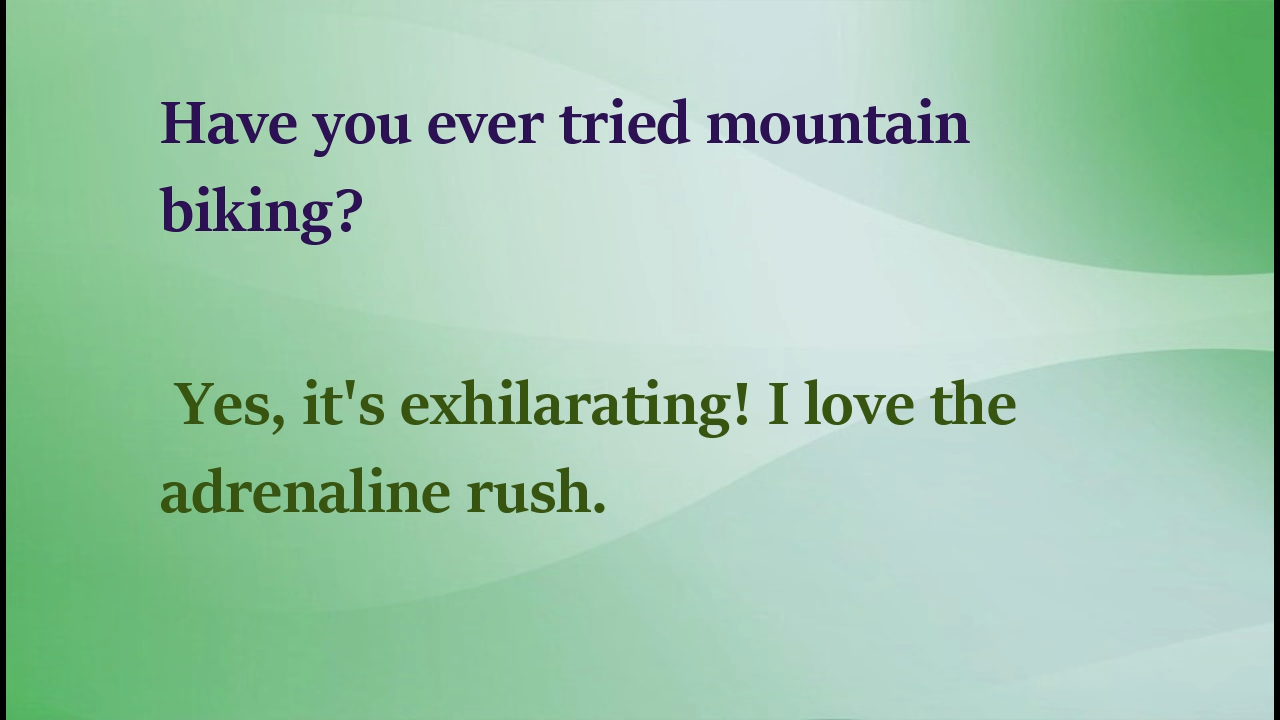 Have you ever tried mountain
biking?
Yes, it's exhilarating! I love the
adrenaline rush.